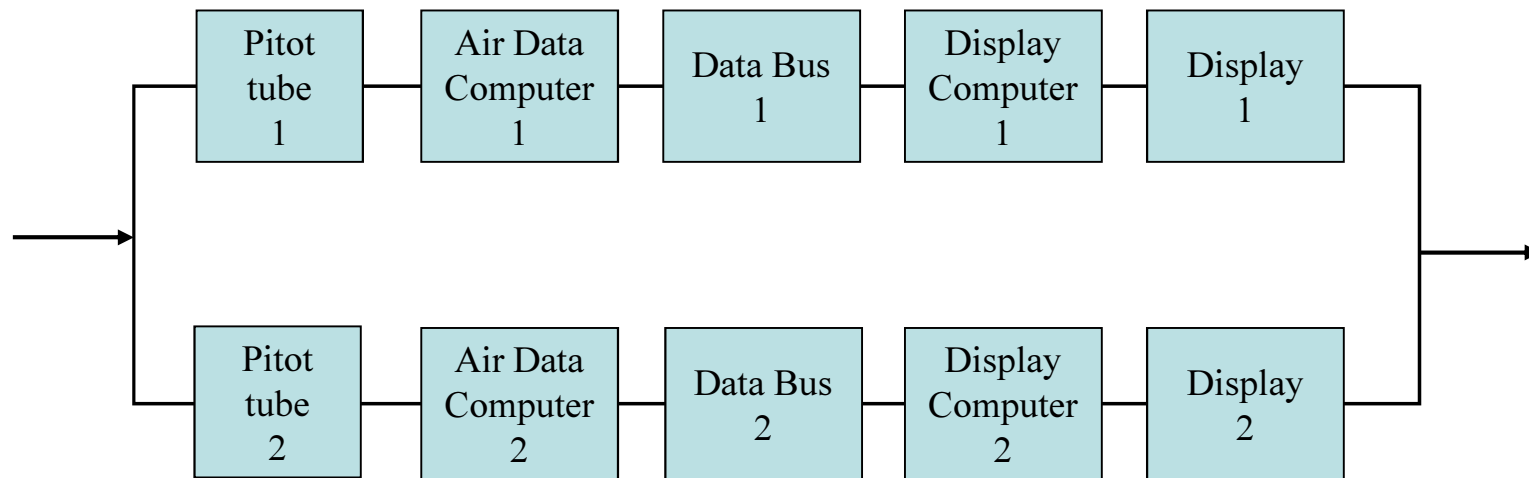 Pitot
tube
1
Air Data
Computer
1
Data Bus
1
Display
Computer
1
Display
1
Pitot
tube
2
Air Data
Computer
2
Data Bus
2
Display
Computer
2
Display
2